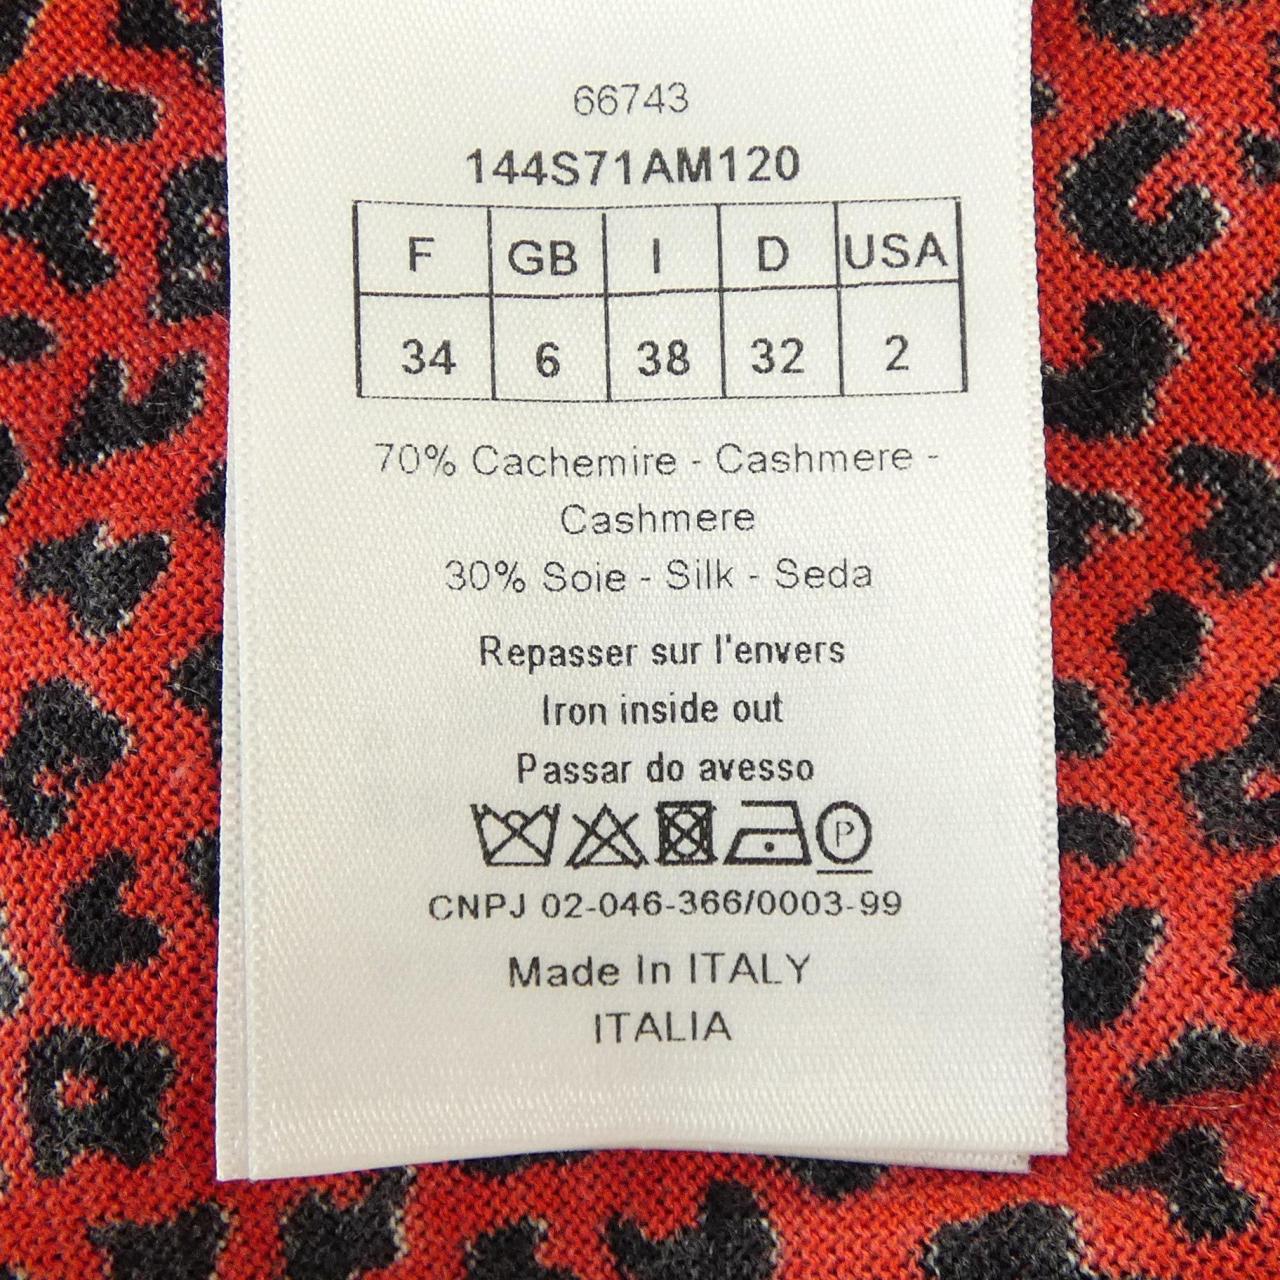 66743
144S71AM120
F GB I D USA
34 6 38 32 2
70% Cachemire - Cashmere -
Cashmere
30% Soie - Silk - Seda
Repasser sur l'envers
Iron inside out
Passar do avesso
P
CNPJ 02-046-366/0003-99
Made In ITALY
ITALIA